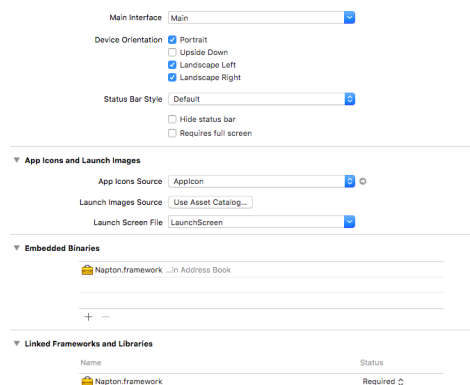 Main Interface Main
Device Orientation Portrait
Upside Down
Landscape Left
Landscape Right
Status Bar Style Default
Hide status bar
Requires full screen
App Icons and Launch Images
App Icons Source AppIcon
Launch Images Source Use Asset Catalog...
Launch Screen File LaunchScreen
Embedded Binaries
Napton.framework ...in Address Book
Linked Frameworks and Libraries
Name Status
Napton.framework Required